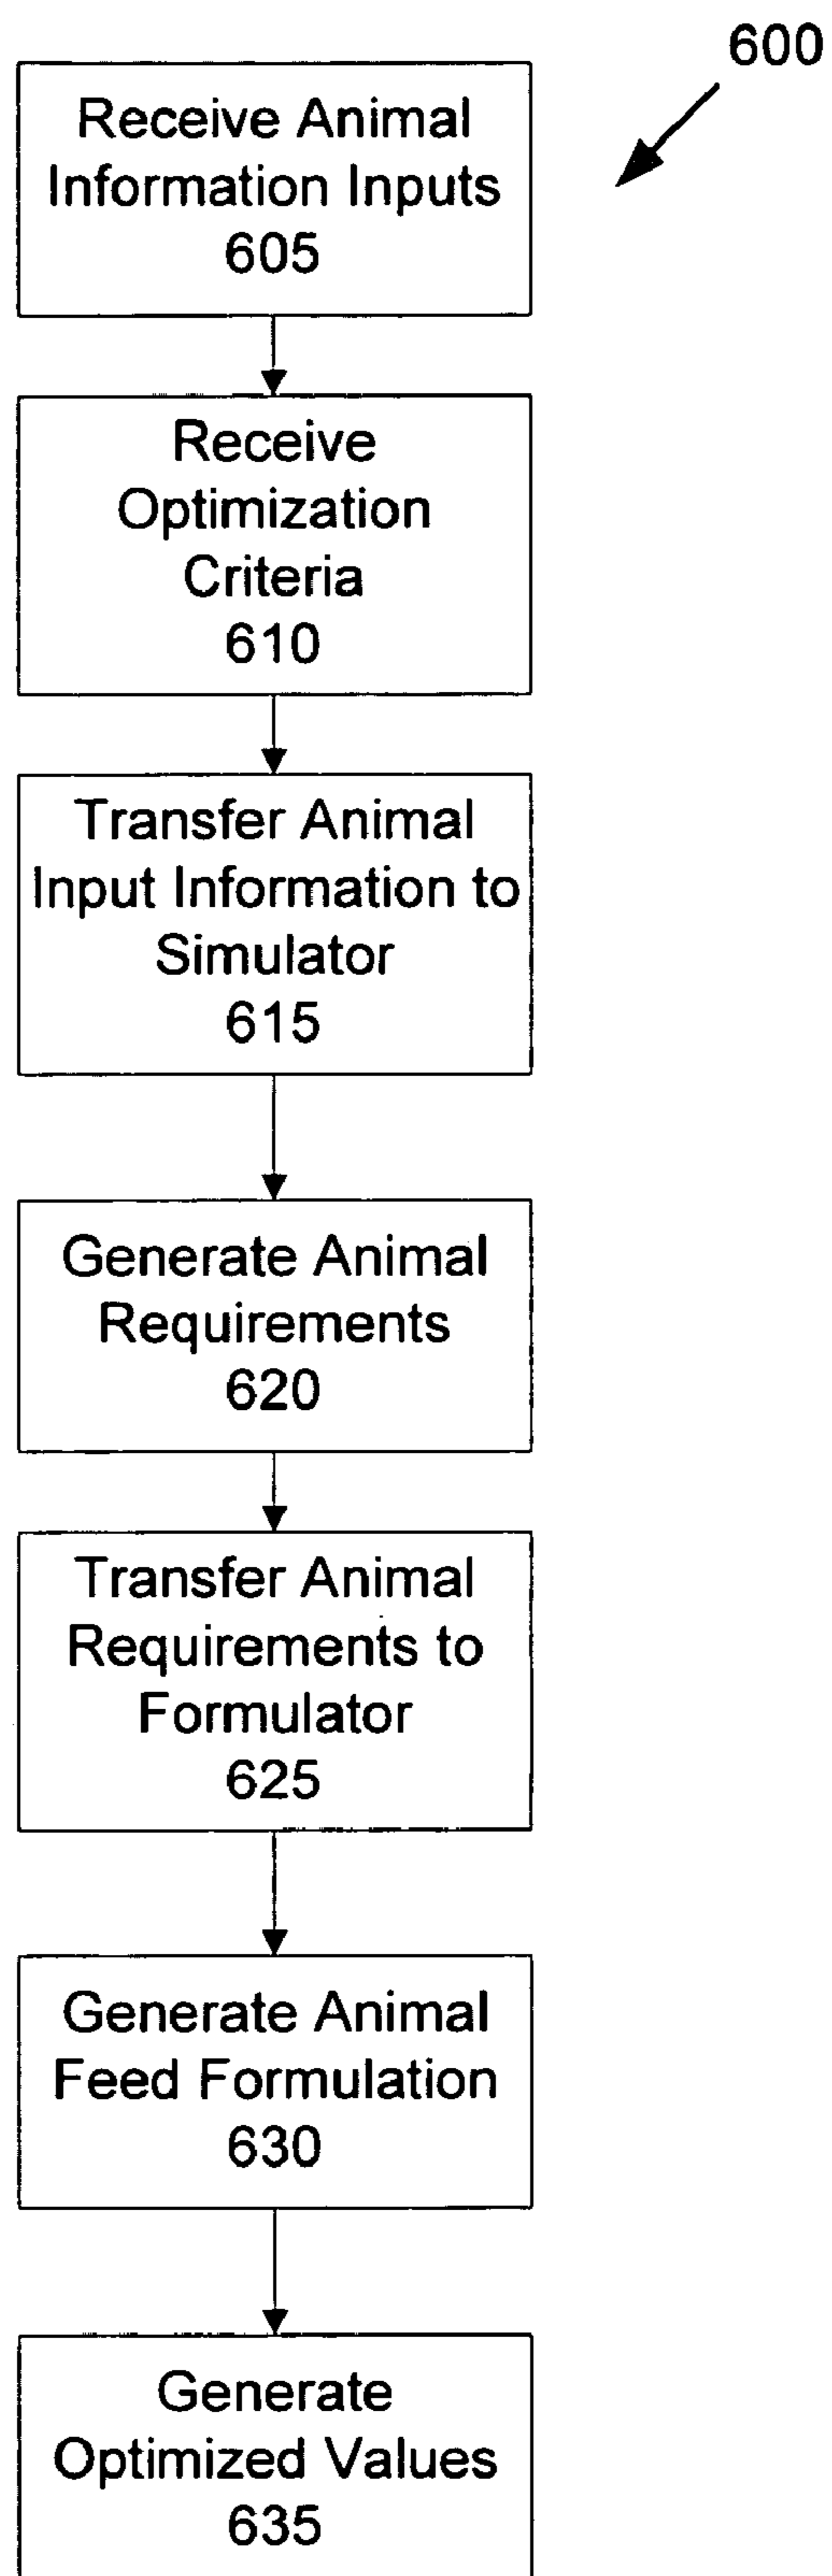 600
Receive Animal
Information Inputs
605
Receive
Optimization
Criteria
610
Transfer Animal
Input Information to
Simulator
615
Generate Animal
Requirements
620
Transfer Animal
Requirements to
Formulator
625
Generate Animal
Feed Formulation
630
Generate
Optimized Values
635